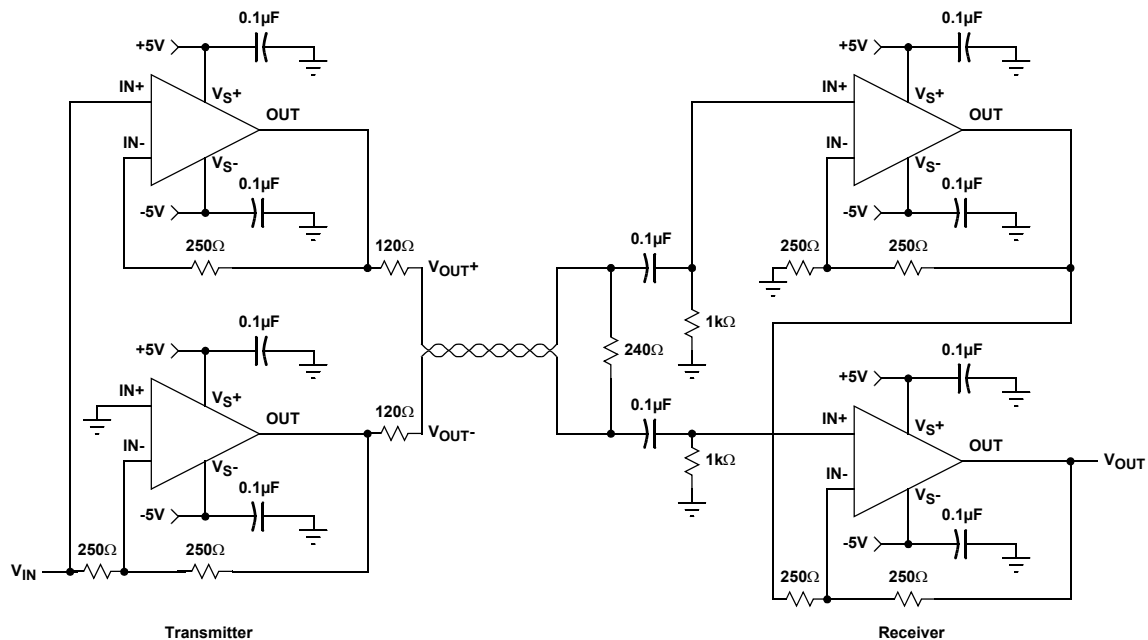 0.1µF
+5V
IN+
VS+
OUT
IN-
VS-
0.1µF
-5V
250Ω
120Ω
VOUT+
0.1µF
+5V
IN+
VS+
OUT
120Ω
VOUT-
IN-
VS-
0.1µF
-5V
250Ω
250Ω
VIN
Transmitter
0.1µF
1kΩ
240Ω
0.1µF
1kΩ
0.1µF
+5V
IN+
VS+
OUT
IN-
VS-
0.1µF
-5V
250Ω
250Ω
0.1µF
+5V
IN+
VS+
OUT
VOUT
IN-
VS-
0.1µF
-5V
250Ω
250Ω
Receiver